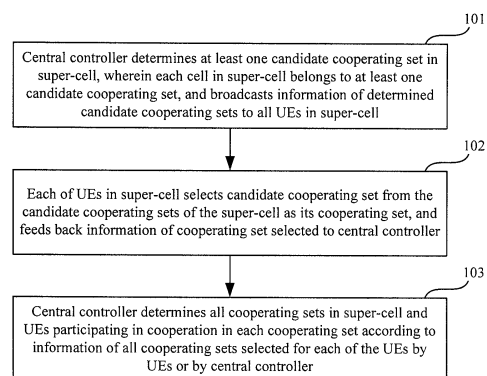 101
Central controller determines at least one candidate cooperating set in
super-cell, wherein each cell in super-cell belongs to at least one
candidate cooperating set, and broadcasts information of determined
candidate cooperating sets to all UEs in super-cell
102
Each of UEs in super-cell selects candidate cooperating set from the
candidate cooperating sets of the super-cell as its cooperating set, and
feeds back information of cooperating set selected to central controller
103
Central controller determines all cooperating sets in super-cell and
UEs participating in cooperation in each cooperating set according to
information of all cooperating sets selected for each of the UEs by
UEs or by central controller